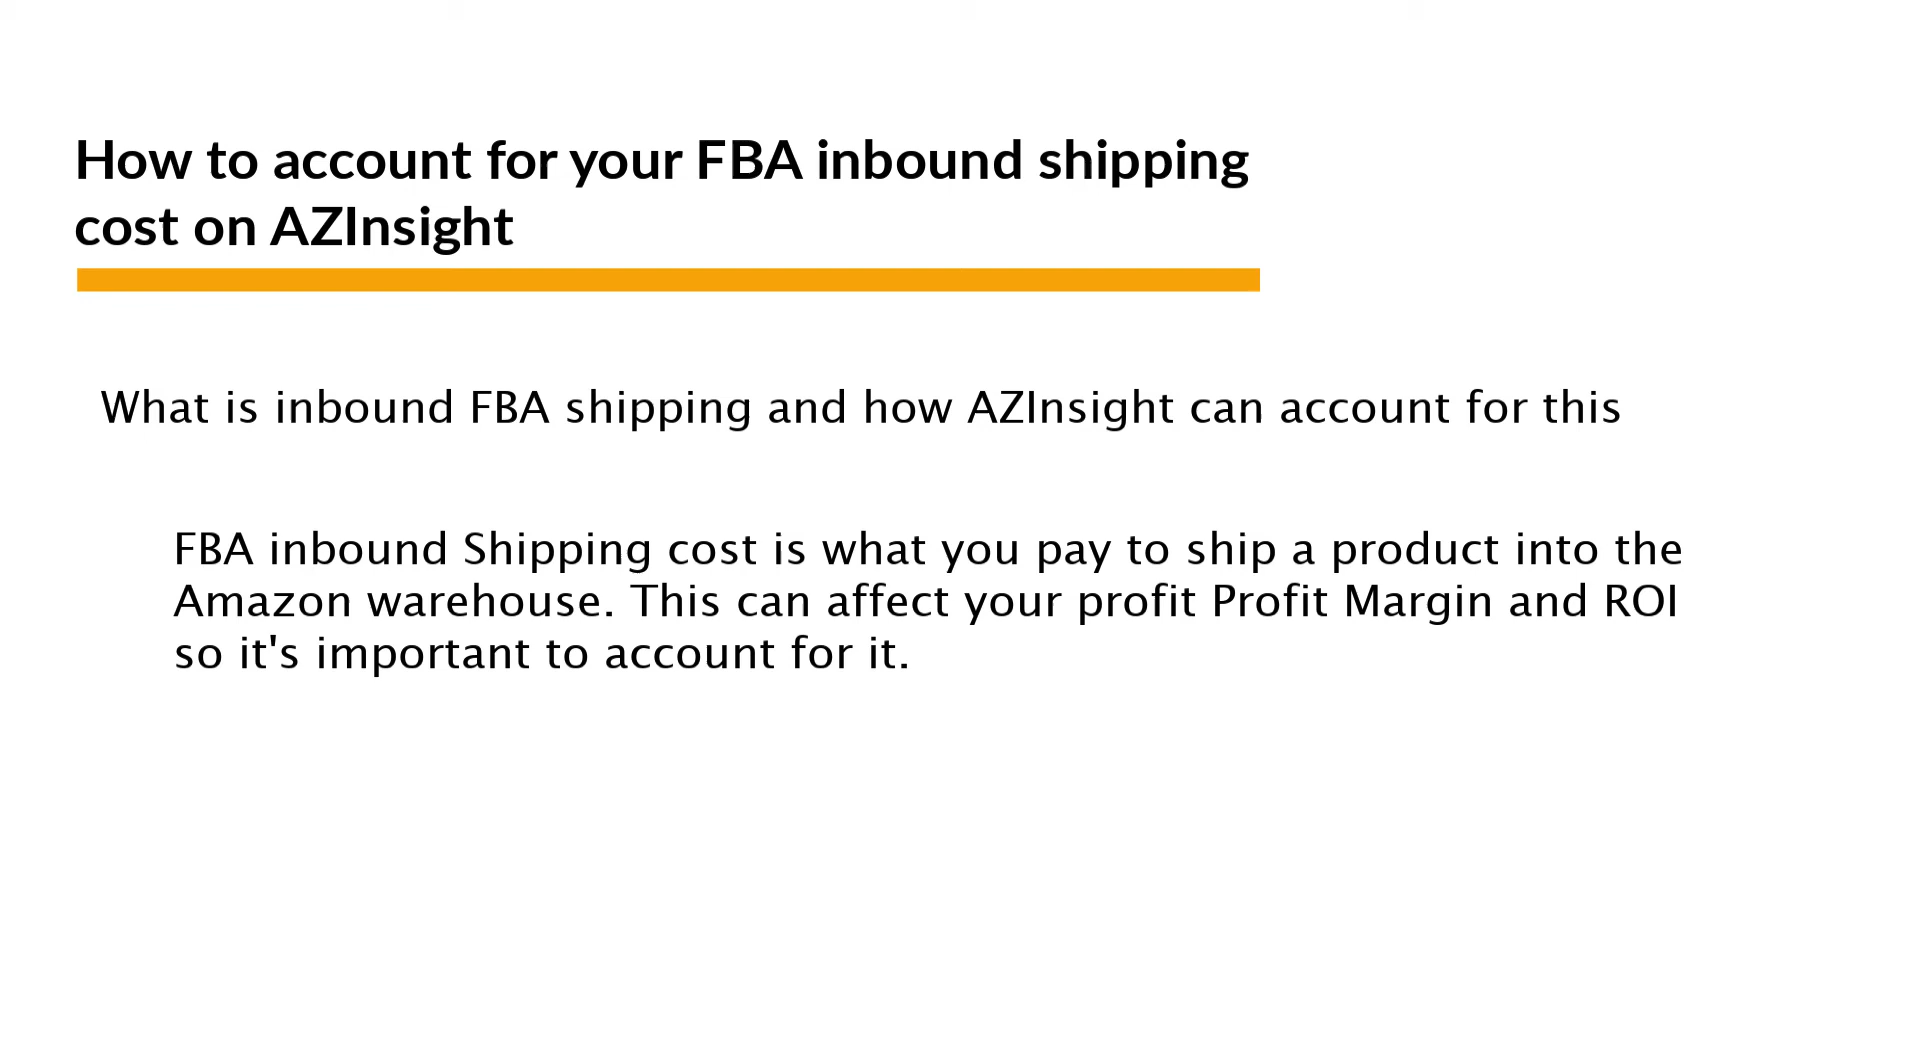 How to account for your FBA inbound shipping
cost on AZInsight
What is inbound FBA shipping and how AZInsight can account for this
FBA inbound Shipping cost is what you pay to ship a product into the
Amazon warehouse. This can affect your profit Profit Margin and ROI
so it's important to account for it.